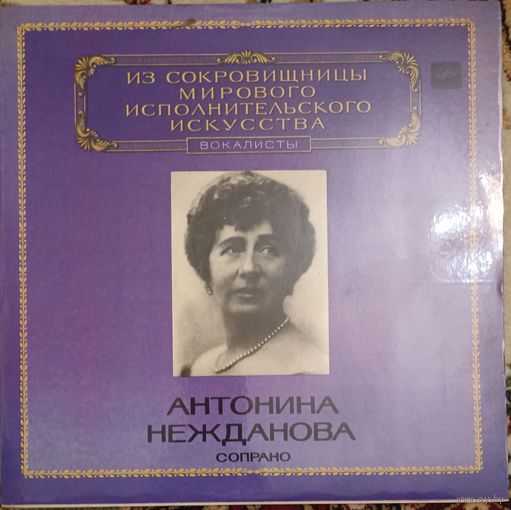 ИЗ СОКРОВИЩНИЦЫ
МИРОВОГО
ИСПОЛНИТЕЛЬСКОГО
ИСКУССТВА
ВОКАЛИСТЫ
АНТОНИНА
НЕЖДАНОВА
СОПРАНО